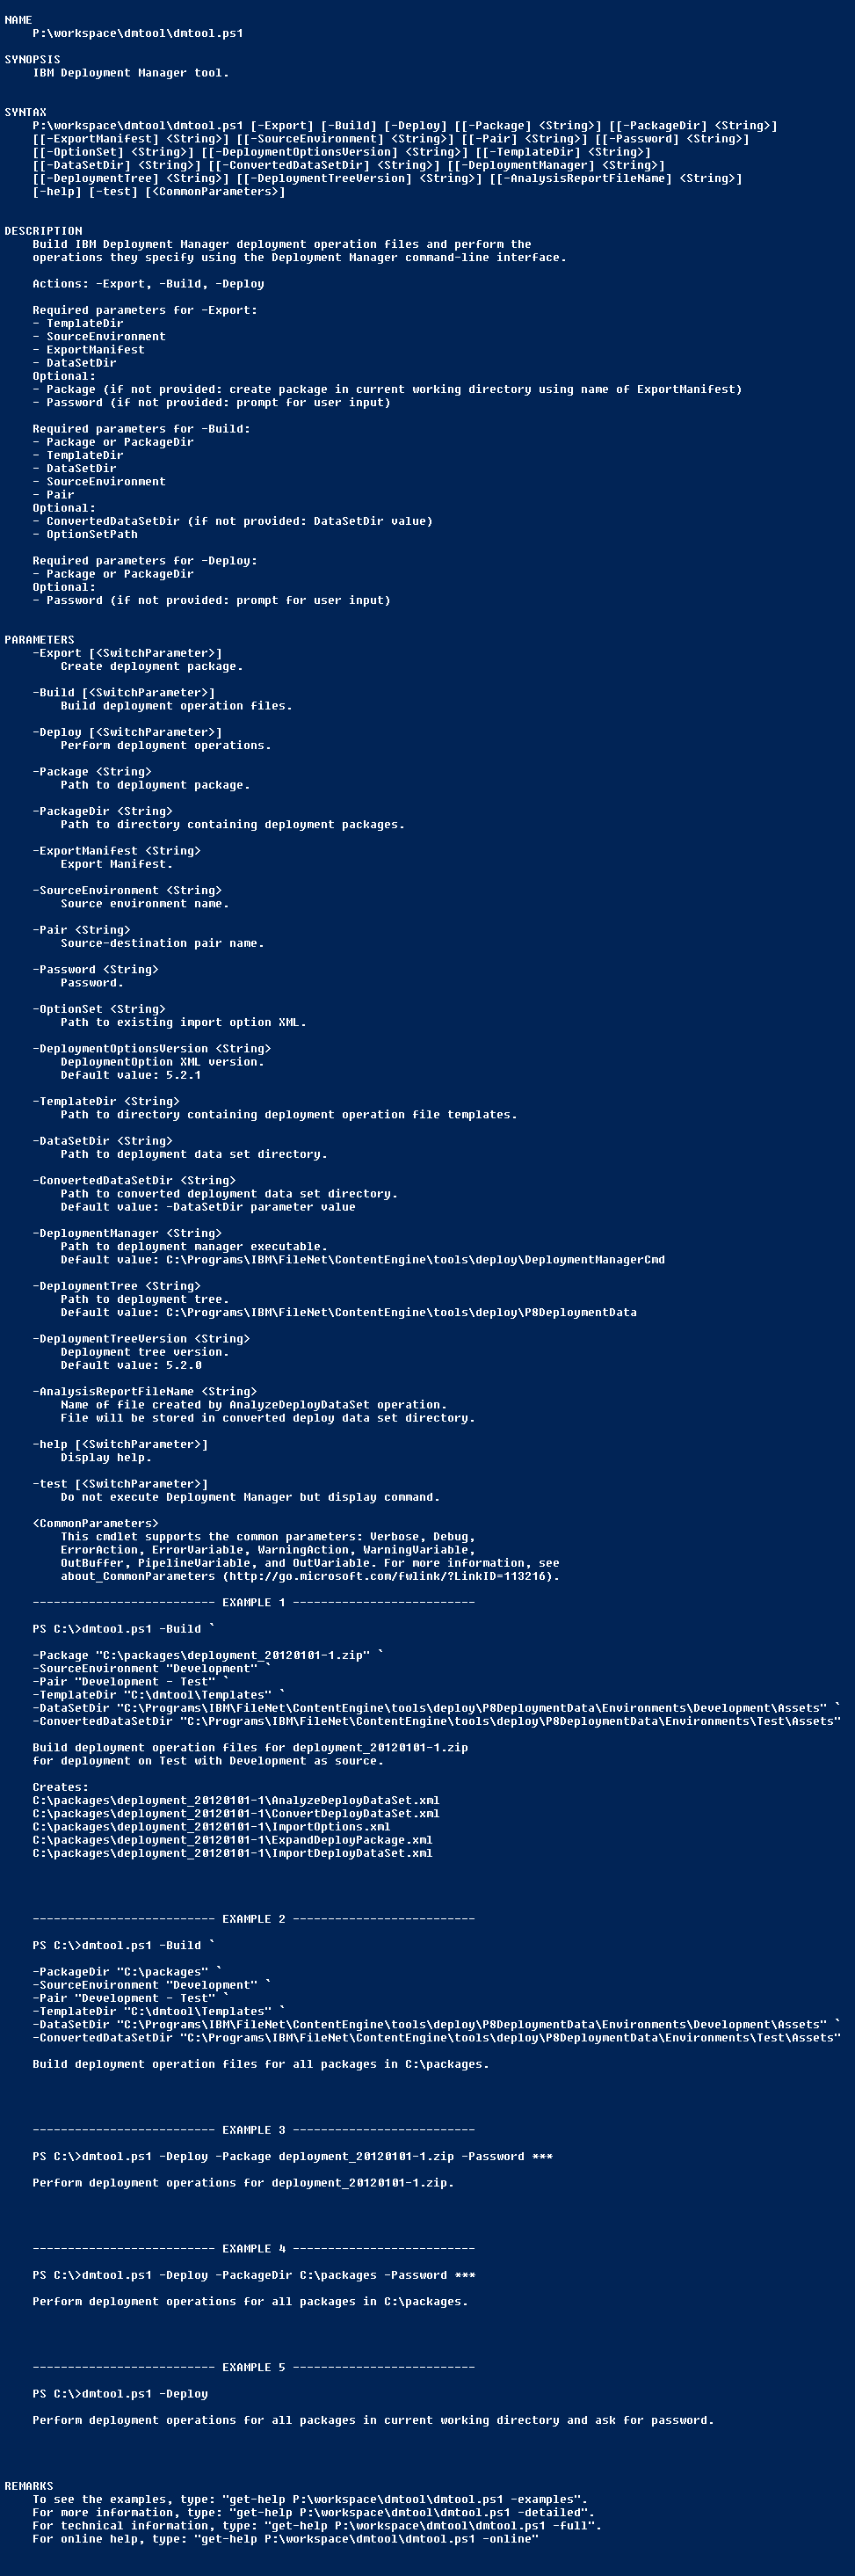 NAME
P:\workspace\dmtool\dmtool.ps1
SYNOPSIS
IBM Deployment Manager tool.
SYNTAX
P:\workspace\dmtool\dmtool.ps1 [-Export] [-Build] [-Deploy] [[-Package] <String>] [[-PackageDir] <String>]
[[-ExportManifest] <String>] [[-SourceEnvironment] <String>] [[-Pair] <String>] [[-Password] <String>]
[[-OptionSet] <String>] [[-DeploymentOptionsVersion] <String>] [[-TemplateDir] <String>]
[[-DataSetDir] <String>] [[-ConvertedDataSetDir] <String>] [[-DeploymentManager] <String>]
[[-DeploymentTree] <String>] [[-DeploymentTreeVersion] <String>] [[-AnalysisReportFileName] <String>]
[-help] [-test] [<CommonParameters>]
DESCRIPTION
Build IBM Deployment Manager deployment operation files and perform the
operations they specify using the Deployment Manager command-line interface.
Actions: -Export, -Build, -Deploy
Required parameters for -Export:
- TemplateDir
- SourceEnvironment
- ExportManifest
- DataSetDir
Optional:
- Package (if not provided: create package in current working directory using name of ExportManifest)
- Password (if not provided: prompt for user input)
Required parameters for -Build:
- Package or PackageDir
- TemplateDir
- DataSetDir
- SourceEnvironment
- Pair
Optional:
- ConvertedDataSetDir (if not provided: DataSetDir value)
- OptionSetPath
Required parameters for -Deploy:
- Package or PackageDir
Optional:
- Password (if not provided: prompt for user input)
PARAMETERS
-Export [<SwitchParameter>]
Create deployment package.
-Build [<SwitchParameter>]
Build deployment operation files.
-Deploy [<SwitchParameter>]
Perform deployment operations.
-Package <String>
Path to deployment package.
-PackageDir <String>
Path to directory containing deployment packages.
-ExportManifest <String>
Export Manifest.
-SourceEnvironment <String>
Source environment name.
-Pair <String>
Source-destination pair name.
-Password <String>
Password.
-OptionSet <String>
Path to existing import option XML.
-DeploymentOptionsVersion <String>
DeploymentOption XML version.
Default value: 5.2.1
-TemplateDir <String>
Path to directory containing deployment operation file templates.
-DataSetDir <String>
Path to deployment data set directory.
-ConvertedDataSetDir <String>
Path to converted deployment data set directory.
Default value: -DataSetDir parameter value
-DeploymentManager <String>
Path to deployment manager executable.
Default value: C:\Programs\IBM\FileNet\ContentEngine\tools\deploy\DeploymentManagerCmd
-DeploymentTree <String>
Path to deployment tree.
Default value: C:\Programs\IBM\FileNet\ContentEngine\tools\deploy\P8DeploymentData
-DeploymentTreeVersion <String>
Deployment tree version.
Default value: 5.2.0
-AnalysisReportFileName <String>
Name of file created by AnalyzeDeployDataSet operation.
File will be stored in converted deploy data set directory.
-help [<SwitchParameter>]
Display help.
-test [<SwitchParameter>]
Do not execute Deployment Manager but display command.
<CommonParameters>
This cmdlet supports the common parameters: Verbose, Debug,
ErrorAction, ErrorVariable, WarningAction, WarningVariable,
OutBuffer, PipelineVariable, and OutVariable. For more information, see
about_CommonParameters (http://go.microsoft.com/fwlink/?LinkID=113216).
-------------------------- EXAMPLE 1 --------------------------
PS C:\>dmtool.ps1 -Build `
-Package "C:\packages\deployment_20120101-1.zip" `
-SourceEnvironment "Development" `
-Pair "Development - Test" `
-TemplateDir "C:\dmtool\Templates" `
-DataSetDir "C:\Programs\IBM\FileNet\ContentEngine\tools\deploy\P8DeploymentData\Environments\Development\Assets" `
-ConvertedDataSetDir "C:\Programs\IBM\FileNet\ContentEngine\tools\deploy\P8DeploymentData\Environments\Test\Assets"
Build deployment operation files for deployment_20120101-1.zip
for deployment on Test with Development as source.
Creates:
C:\packages\deployment_20120101-1\AnalyzeDeployDataSet.xml
C:\packages\deployment_20120101-1\ConvertDeployDataSet.xml
C:\packages\deployment_20120101-1\ImportOptions.xml
C:\packages\deployment_20120101-1\ExpandDeployPackage.xml
C:\packages\deployment_20120101-1\ImportDeployDataSet.xml
-------------------------- EXAMPLE 2 --------------------------
PS C:\>dmtool.ps1 -Build `
-PackageDir "C:\packages" `
-SourceEnvironment "Development" `
-Pair "Development - Test" `
-TemplateDir "C:\dmtool\Templates" `
-DataSetDir "C:\Programs\IBM\FileNet\ContentEngine\tools\deploy\P8DeploymentData\Environments\Development\Assets" `
-ConvertedDataSetDir "C:\Programs\IBM\FileNet\ContentEngine\tools\deploy\P8DeploymentData\Environments\Test\Assets"
Build deployment operation files for all packages in C:\packages.
-------------------------- EXAMPLE 3 --------------------------
PS C:\>dmtool.ps1 -Deploy -Package deployment_20120101-1.zip -Password ***
Perform deployment operations for deployment_20120101-1.zip.
-------------------------- EXAMPLE 4 --------------------------
PS C:\>dmtool.ps1 -Deploy -PackageDir C:\packages -Password ***
Perform deployment operations for all packages in C:\packages.
-------------------------- EXAMPLE 5 --------------------------
PS C:\>dmtool.ps1 -Deploy
Perform deployment operations for all packages in current working directory and ask for password.
REMARKS
To see the examples, type: "get-help P:\workspace\dmtool\dmtool.ps1 -examples".
For more information, type: "get-help P:\workspace\dmtool\dmtool.ps1 -detailed".
For technical information, type: "get-help P:\workspace\dmtool\dmtool.ps1 -full".
For online help, type: "get-help P:\workspace\dmtool\dmtool.ps1 -online"